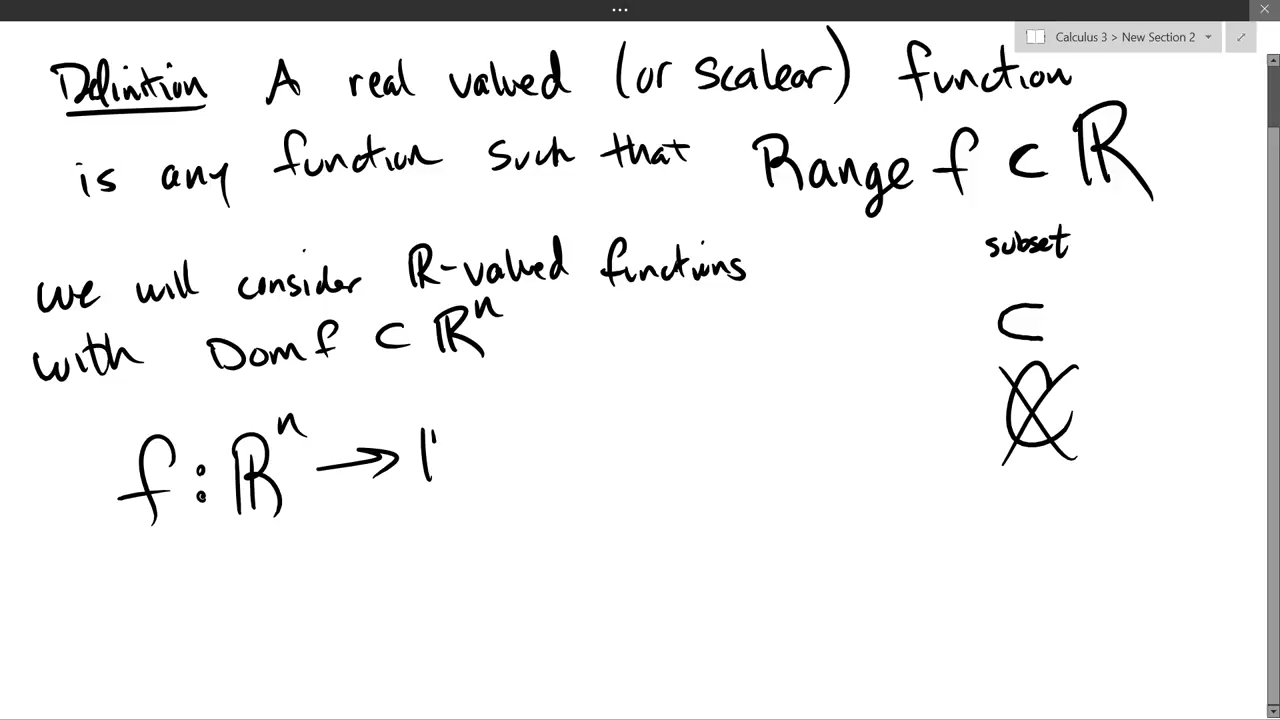 Calculus 3 > New Section 2
Definition A real valued (or scalear) function
is any function such that Range f ⊂ ℝ
subset
we will consider ℝ-valued functions
with Dom f ⊂ ℝⁿ
⊂
f : ℝⁿ →